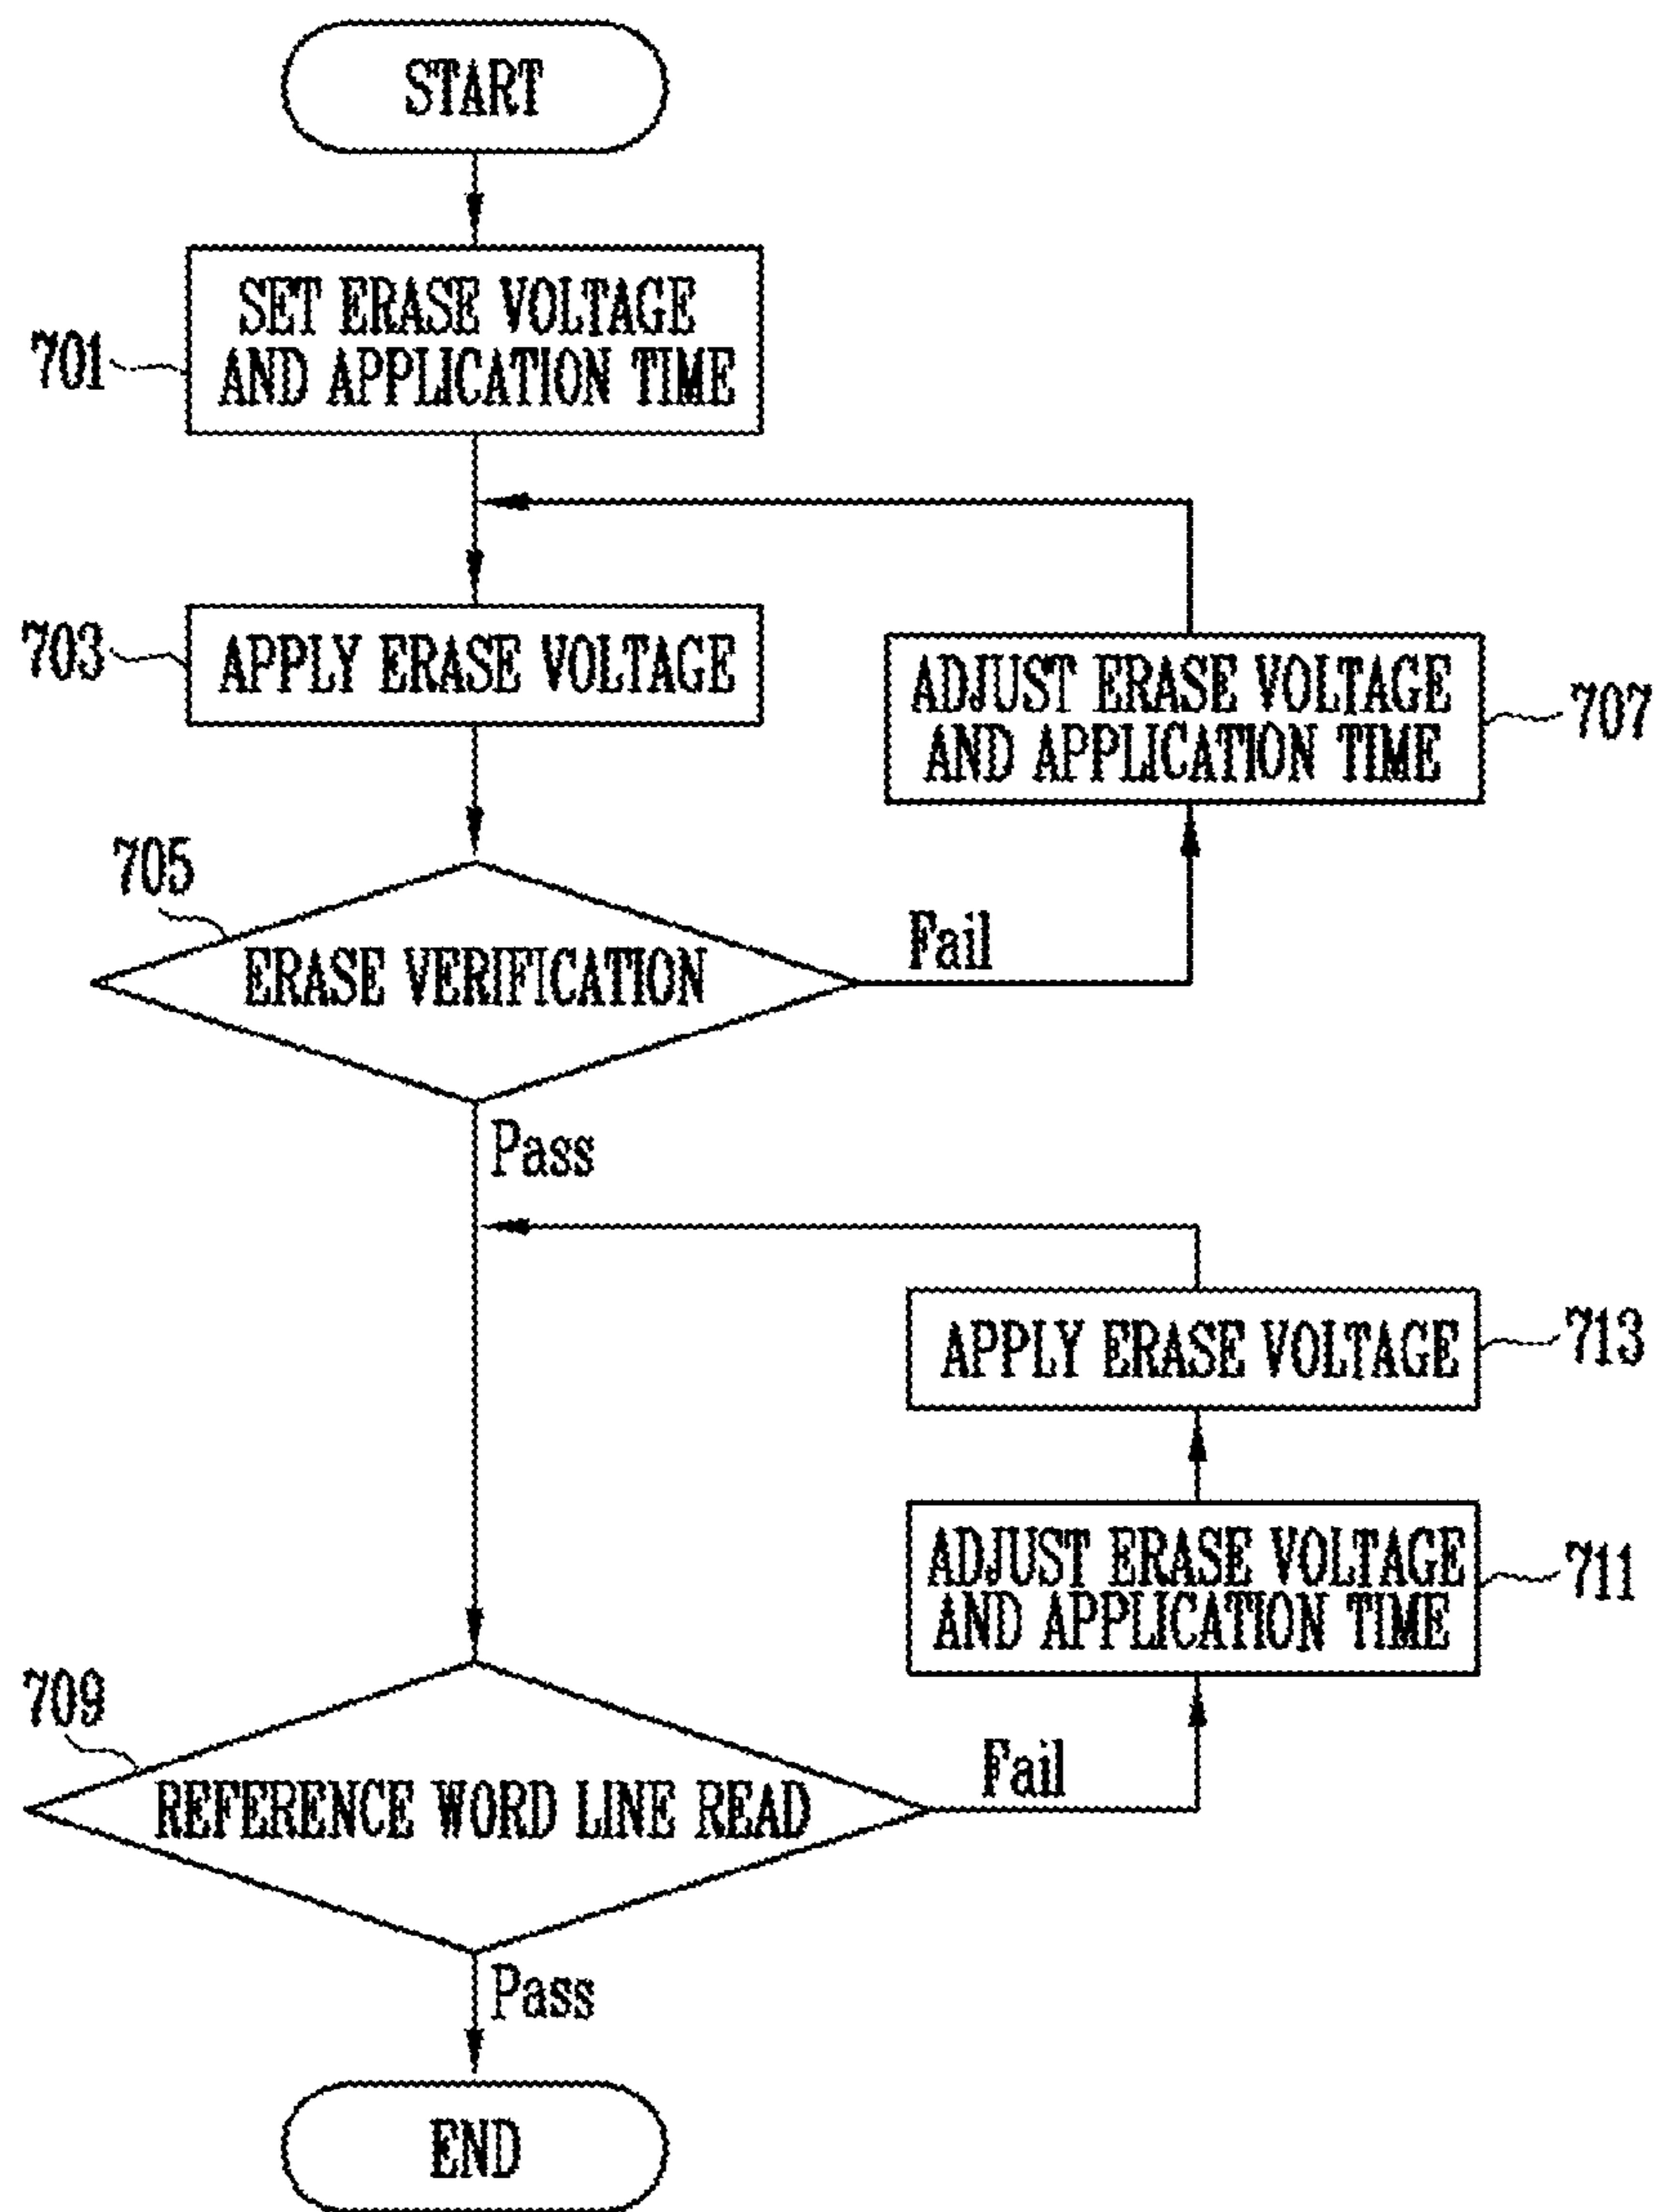 START
SET ERASE VOLTAGE
AND APPLICATION TIME
701
APPLY ERASE VOLTAGE
703
ADJUST ERASE VOLTAGE
AND APPLICATION TIME
707
705
ERASE VERIFICATION
Fail
Pass
APPLY ERASE VOLTAGE
713
ADJUST ERASE VOLTAGE
AND APPLICATION TIME
711
709
REFERENCE WORD LINE READ
Fail
Pass
END